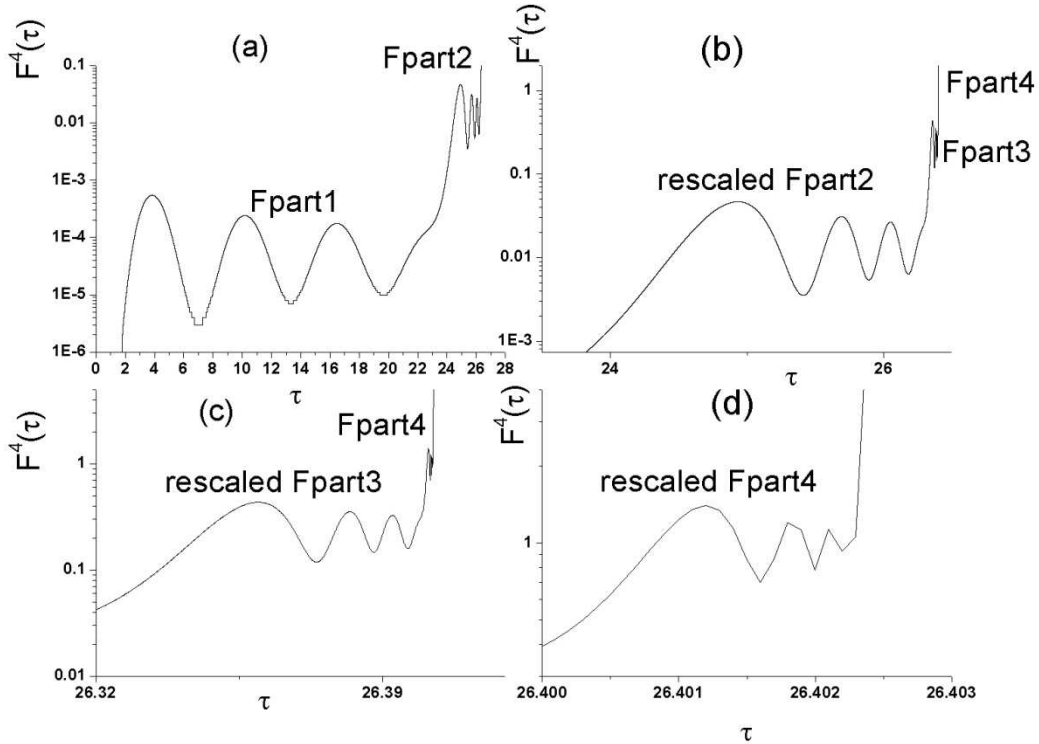 (a)
F⁴(τ)
Fpart2
Fpart1
0.1
0.01
1E-3
1E-4
1E-5
1E-6
0 2 4 6 8 10 12 14 16 18 20 22 24 26 28
τ
(b)
F⁴(τ)
Fpart4
Fpart3
rescaled Fpart2
1
0.1
0.01
1E-3
24 26
τ
(c)
F⁴(τ)
Fpart4
rescaled Fpart3
1
0.1
0.01
26.32 26.39
τ
(d)
F⁴(τ)
rescaled Fpart4
1
26.400 26.401 26.402 26.403
τ